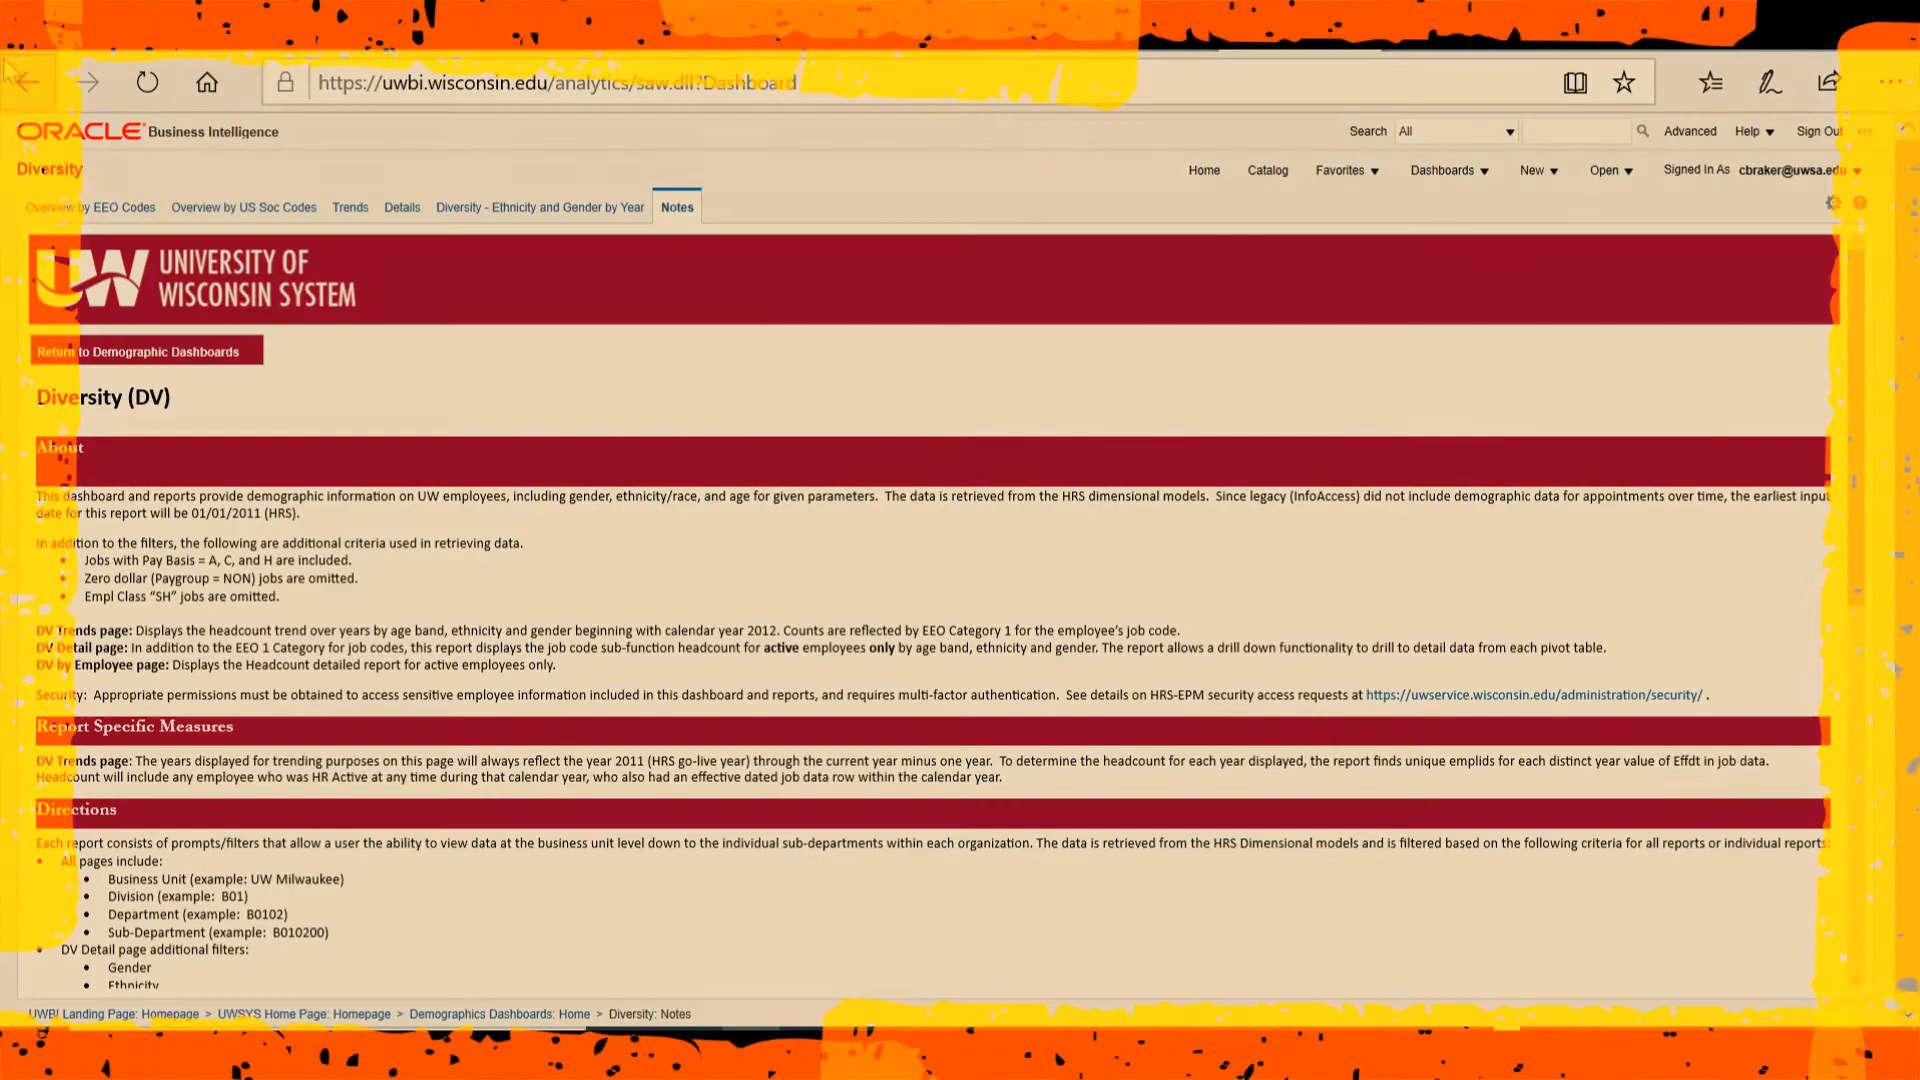 https://uwbi.wisconsin.edu/analytics/saw.dll?Dashboard
ORACLE Business Intelligence
Search All Advanced Help Sign Out
Diversity
Home Catalog Favorites Dashboards New Open Signed In As cbraker@uwsa.edu
Overview by EEO Codes Overview by US Soc Codes Trends Details Diversity - Ethnicity and Gender by Year Notes
UW UNIVERSITY OF
WISCONSIN SYSTEM
Return to Demographic Dashboards
Diversity (DV)
About
This dashboard and reports provide demographic information on UW employees, including gender, ethnicity/race, and age for given parameters. The data is retrieved from the HRS dimensional models. Since legacy (InfoAccess) did not include demographic data for appointments over time, the earliest input
date for this report will be 01/01/2011 (HRS).
In addition to the filters, the following are additional criteria used in retrieving data.
• Jobs with Pay Basis = A, C, and H are included.
• Zero dollar (Paygroup = NON) jobs are omitted.
• Empl Class “SH” jobs are omitted.
DV Trends page: Displays the headcount trend over years by age band, ethnicity and gender beginning with calendar year 2012. Counts are reflected by EEO Category 1 for the employee’s job code.
DV Detail page: In addition to the EEO 1 Category for job codes, this report displays the job code sub-function headcount for active employees only by age band, ethnicity and gender. The report allows a drill down functionality to drill to detail data from each pivot table.
DV by Employee page: Displays the Headcount detailed report for active employees only.
Security: Appropriate permissions must be obtained to access sensitive employee information included in this dashboard and reports, and requires multi-factor authentication. See details on HRS-EPM security access requests at https://uwservice.wisconsin.edu/administration/security/ .
Report Specific Measures
DV Trends page: The years displayed for trending purposes on this page will always reflect the year 2011 (HRS go-live year) through the current year minus one year. To determine the headcount for each year displayed, the report finds unique emplids for each distinct year value of Effdt in job data.
Headcount will include any employee who was HR Active at any time during that calendar year, who also had an effective dated job data row within the calendar year.
Directions
Each report consists of prompts/filters that allow a user the ability to view data at the business unit level down to the individual sub-departments within each organization. The data is retrieved from the HRS Dimensional models and is filtered based on the following criteria for all reports or individual reports:
• All pages include:
• Business Unit (example: UW Milwaukee)
• Division (example: B01)
• Department (example: B0102)
• Sub-Department (example: B010200)
• DV Detail page additional filters:
• Gender
• Ethnicity
UWBI Landing Page: Homepage > UWSYS Home Page: Homepage > Demographics Dashboards: Home > Diversity: Notes